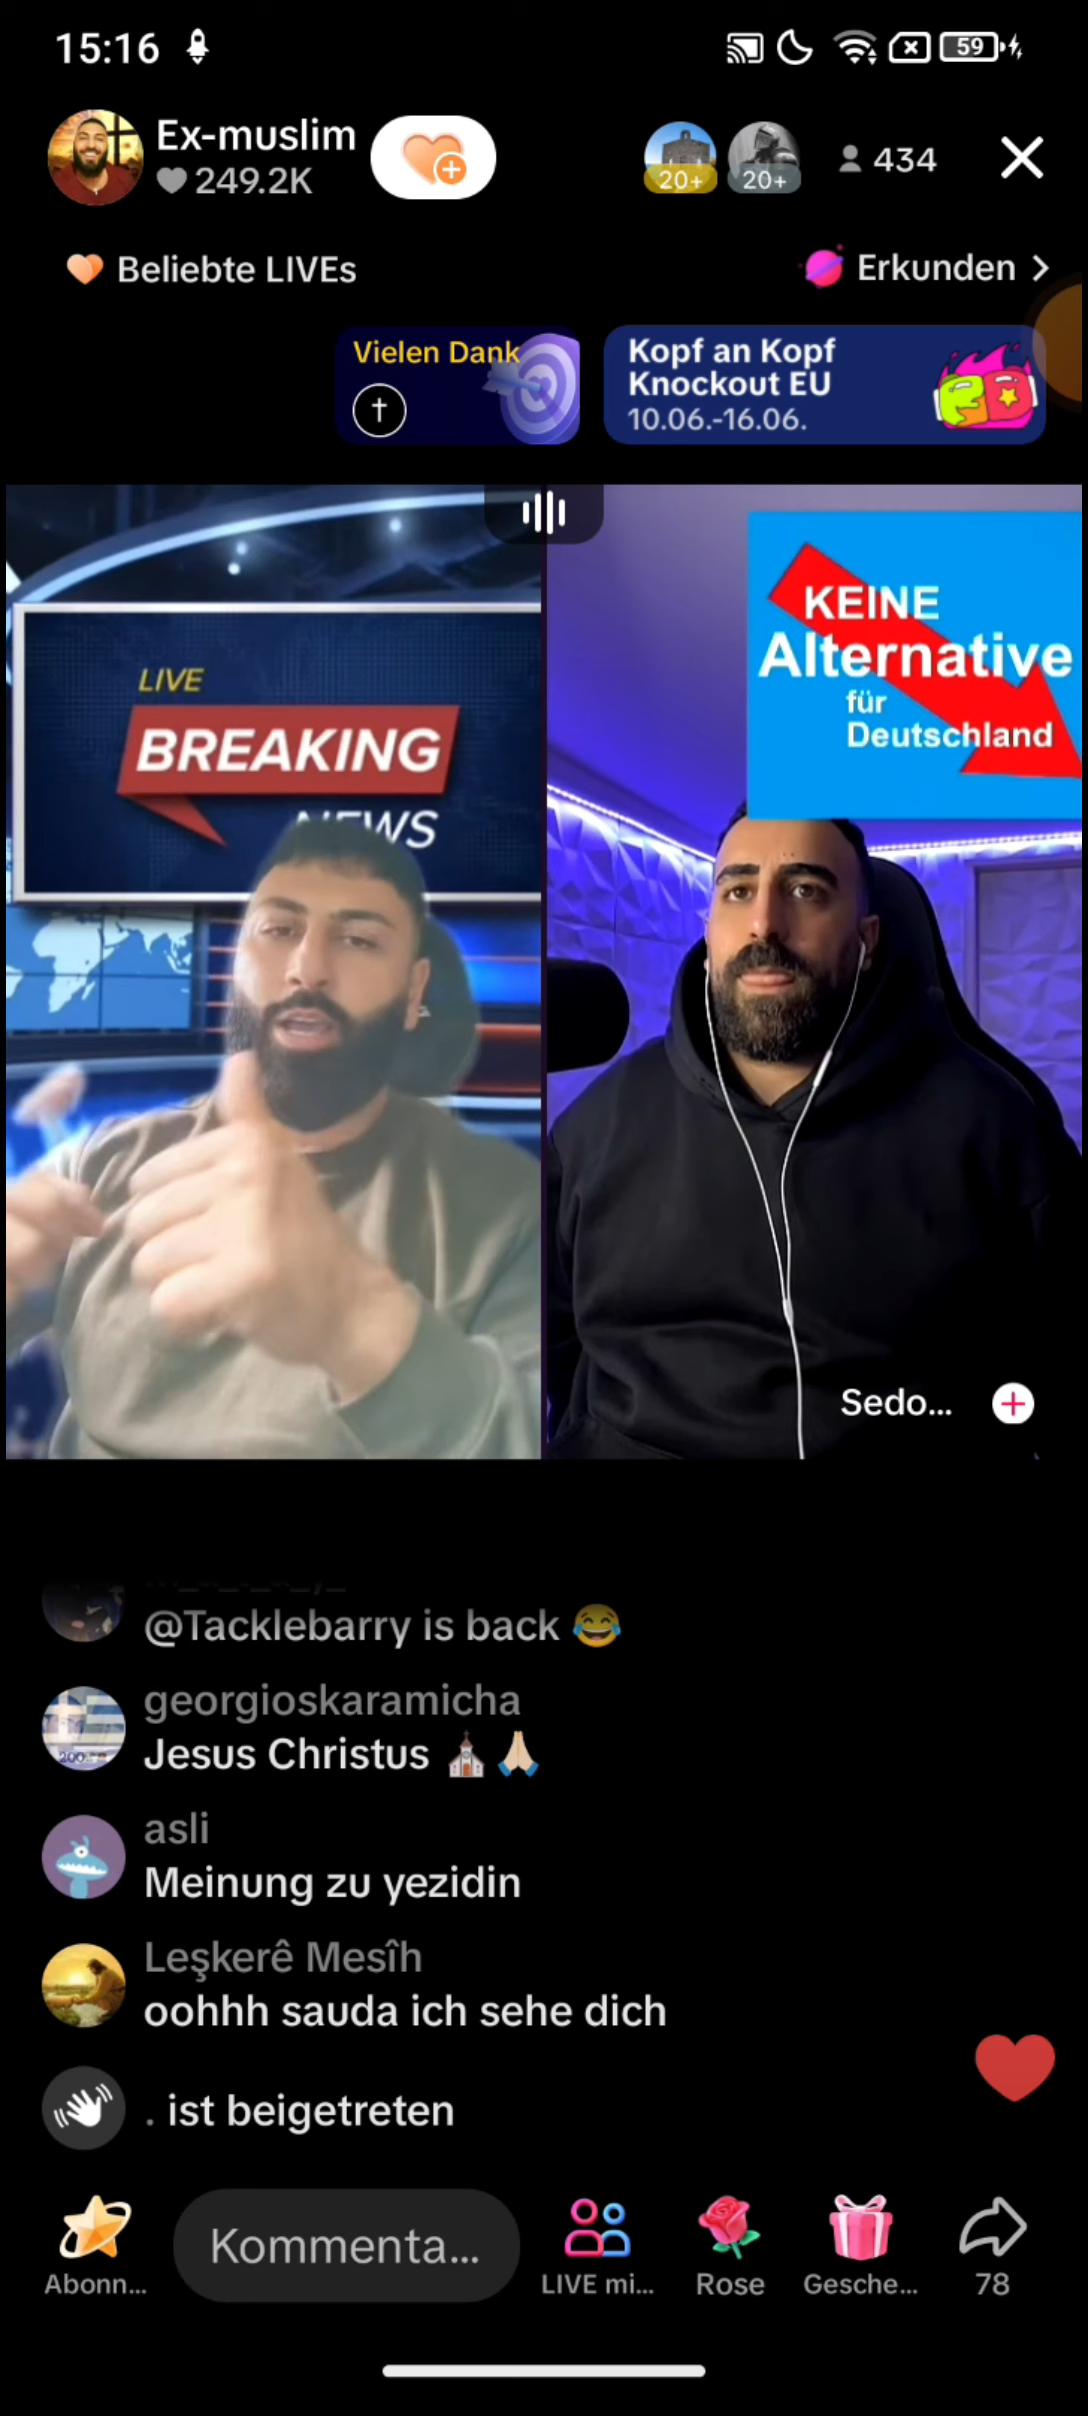 15:16
59
Ex-muslim
249.2K
20+
20+
434
Beliebte LIVEs
Erkunden >
Vielen Dank
Kopf an Kopf
Knockout EU
10.06.-16.06.
LIVE
BREAKING
NEWS
KEINE
Alternative
für
Deutschland
Sedo...
@Tacklebarry is back 😂
georgioskaramicha
Jesus Christus ⛪🙏🏼
asli
Meinung zu yezidin
Leşkerê Mesîh
oohhh sauda ich sehe dich
. ist beigetreten
Kommenta...
Abonn...
LIVE mi...
Rose
Gesche...
78